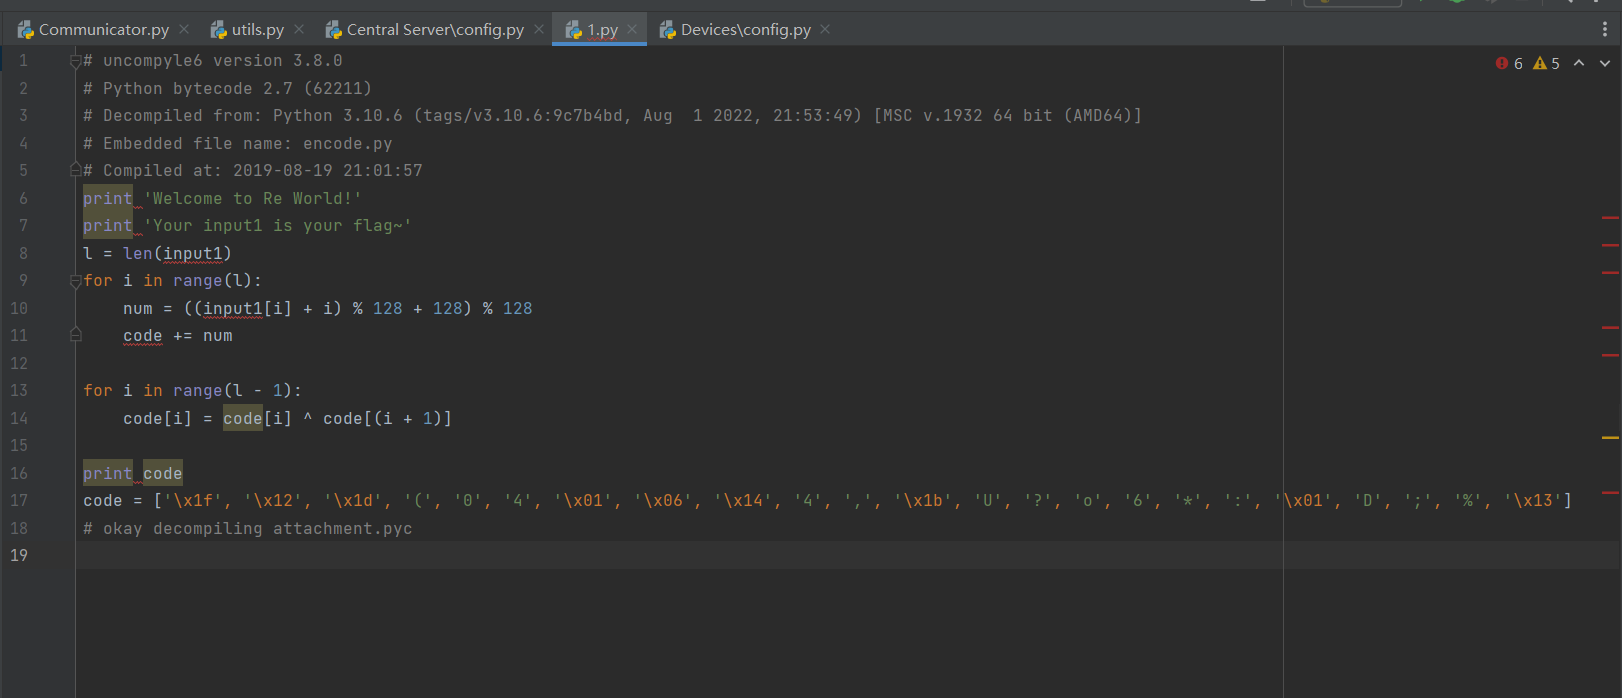 Communicator.py utils.py Central Server\config.py 1.py Devices\config.py
6 5
1 # uncompyle6 version 3.8.0
2 # Python bytecode 2.7 (62211)
3 # Decompiled from: Python 3.10.6 (tags/v3.10.6:9c7b4bd, Aug  1 2022, 21:53:49) [MSC v.1932 64 bit (AMD64)]
4 # Embedded file name: encode.py
5 # Compiled at: 2019-08-19 21:01:57
6 print 'Welcome to Re World!'
7 print 'Your input1 is your flag~'
8 l = len(input1)
9 for i in range(l):
10     num = ((input1[i] + i) % 128 + 128) % 128
11     code += num
12
13 for i in range(l - 1):
14     code[i] = code[i] ^ code[(i + 1)]
15
16 print code
17 code = ['\x1f', '\x12', '\x1d', '(', '0', '4', '\x01', '\x06', '\x14', '4', ',', '\x1b', 'U', '?', 'o', '6', '*', ':', '\x01', 'D', ';', '%', '\x13']
18 # okay decompiling attachment.pyc
19